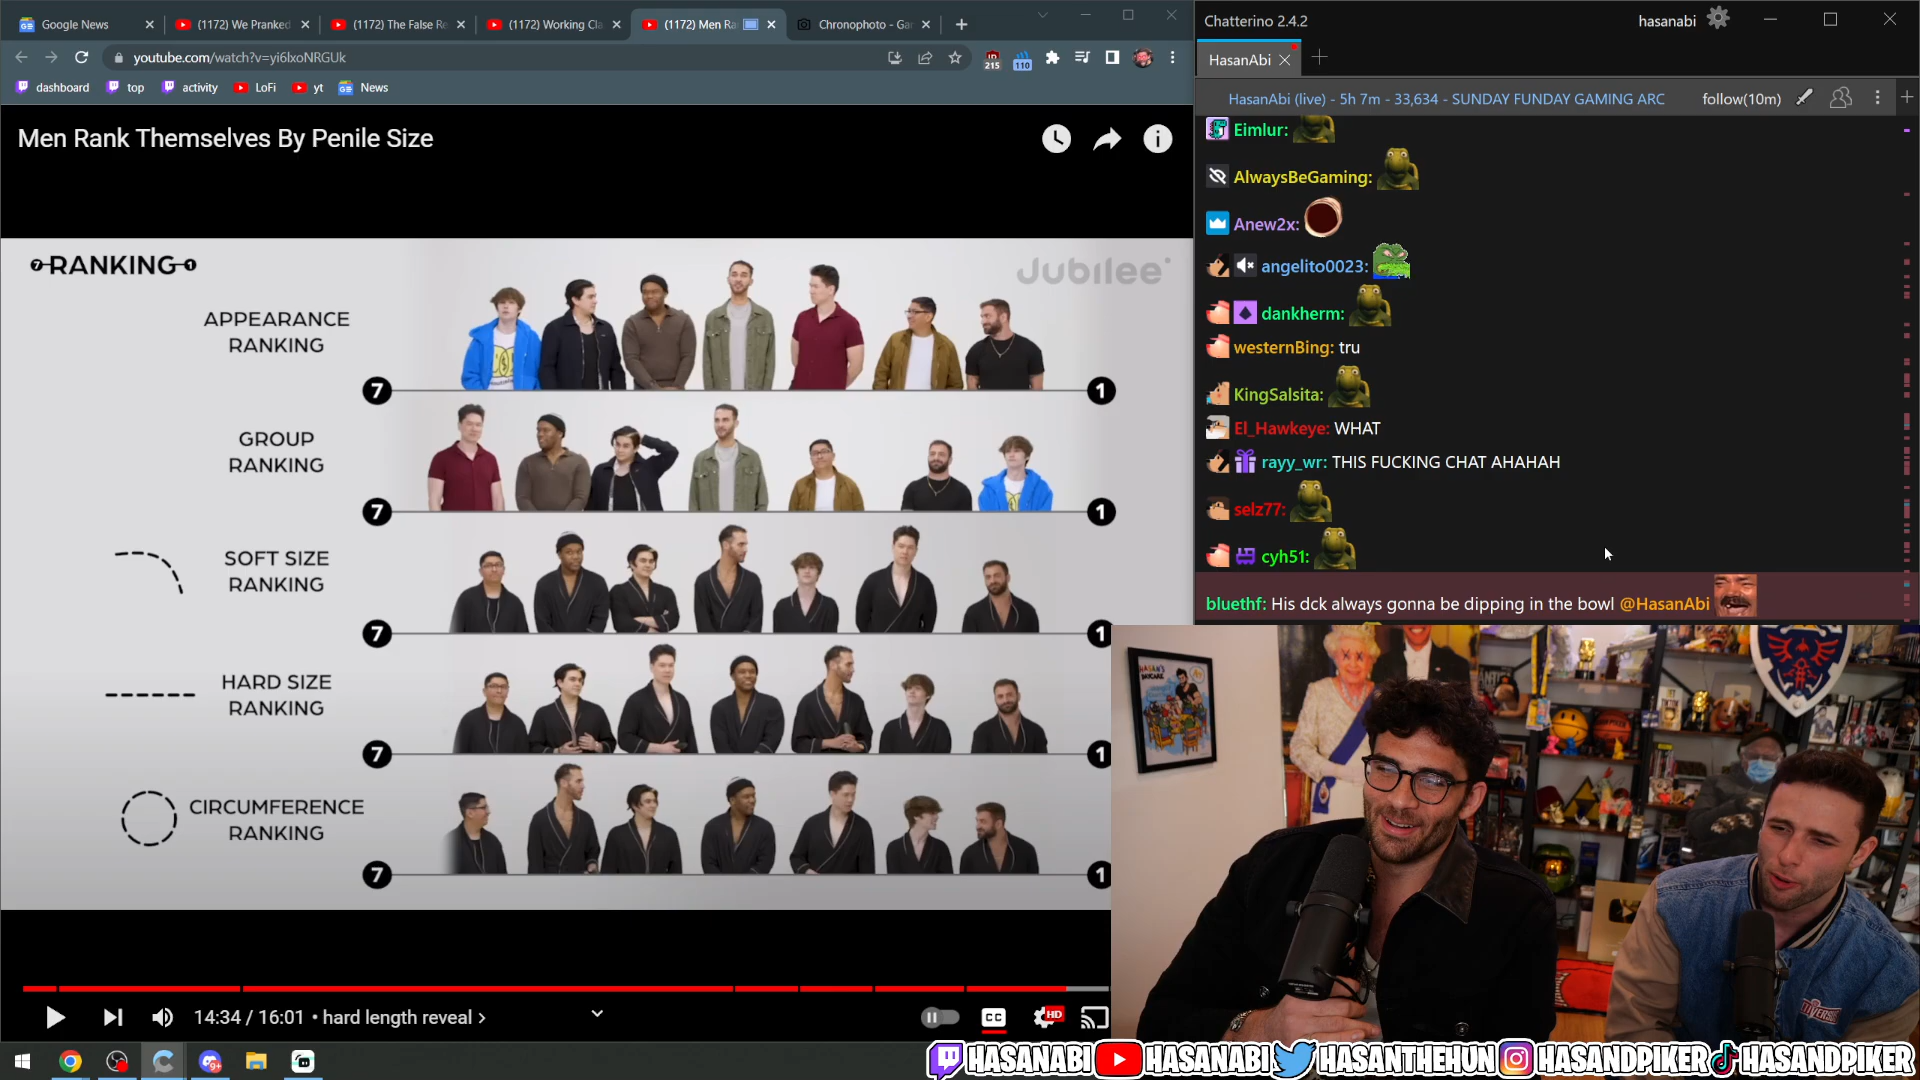 Google News
(1172) We Pranked
(1172) The False Re
(1172) Working Cla
(1172) Men Ra
Chronophoto - Gar
youtube.com/watch?v=yi6lxoNRGUk
215
110
dashboard
top
activity
LoFi
yt
News
Men Rank Themselves By Penile Size
7 RANKING 1
Jubilee
APPEARANCE
RANKING
7
1
GROUP
RANKING
7
1
SOFT SIZE
RANKING
7
1
HARD SIZE
RANKING
7
1
CIRCUMFERENCE
RANKING
7
1
14:34 / 16:01 • hard length reveal >
CC
HD
Chatterino 2.4.2
hasanabi
HasanAbi
HasanAbi (live) - 5h 7m - 33,634 - SUNDAY FUNDAY GAMING ARC
follow(10m)
Eimlur:
AlwaysBeGaming:
Anew2x:
angelito0023:
dankherm:
westernBing: tru
KingSalsita:
El_Hawkeye: WHAT
rayy_wr: THIS FUCKING CHAT AHAHAH
selz77:
cyh51:
bluethf: His dck always gonna be dipping in the bowl @HasanAbi
HASANABI HASANABI HASANTHEHUN HASANDPIKER HASANDPIKER